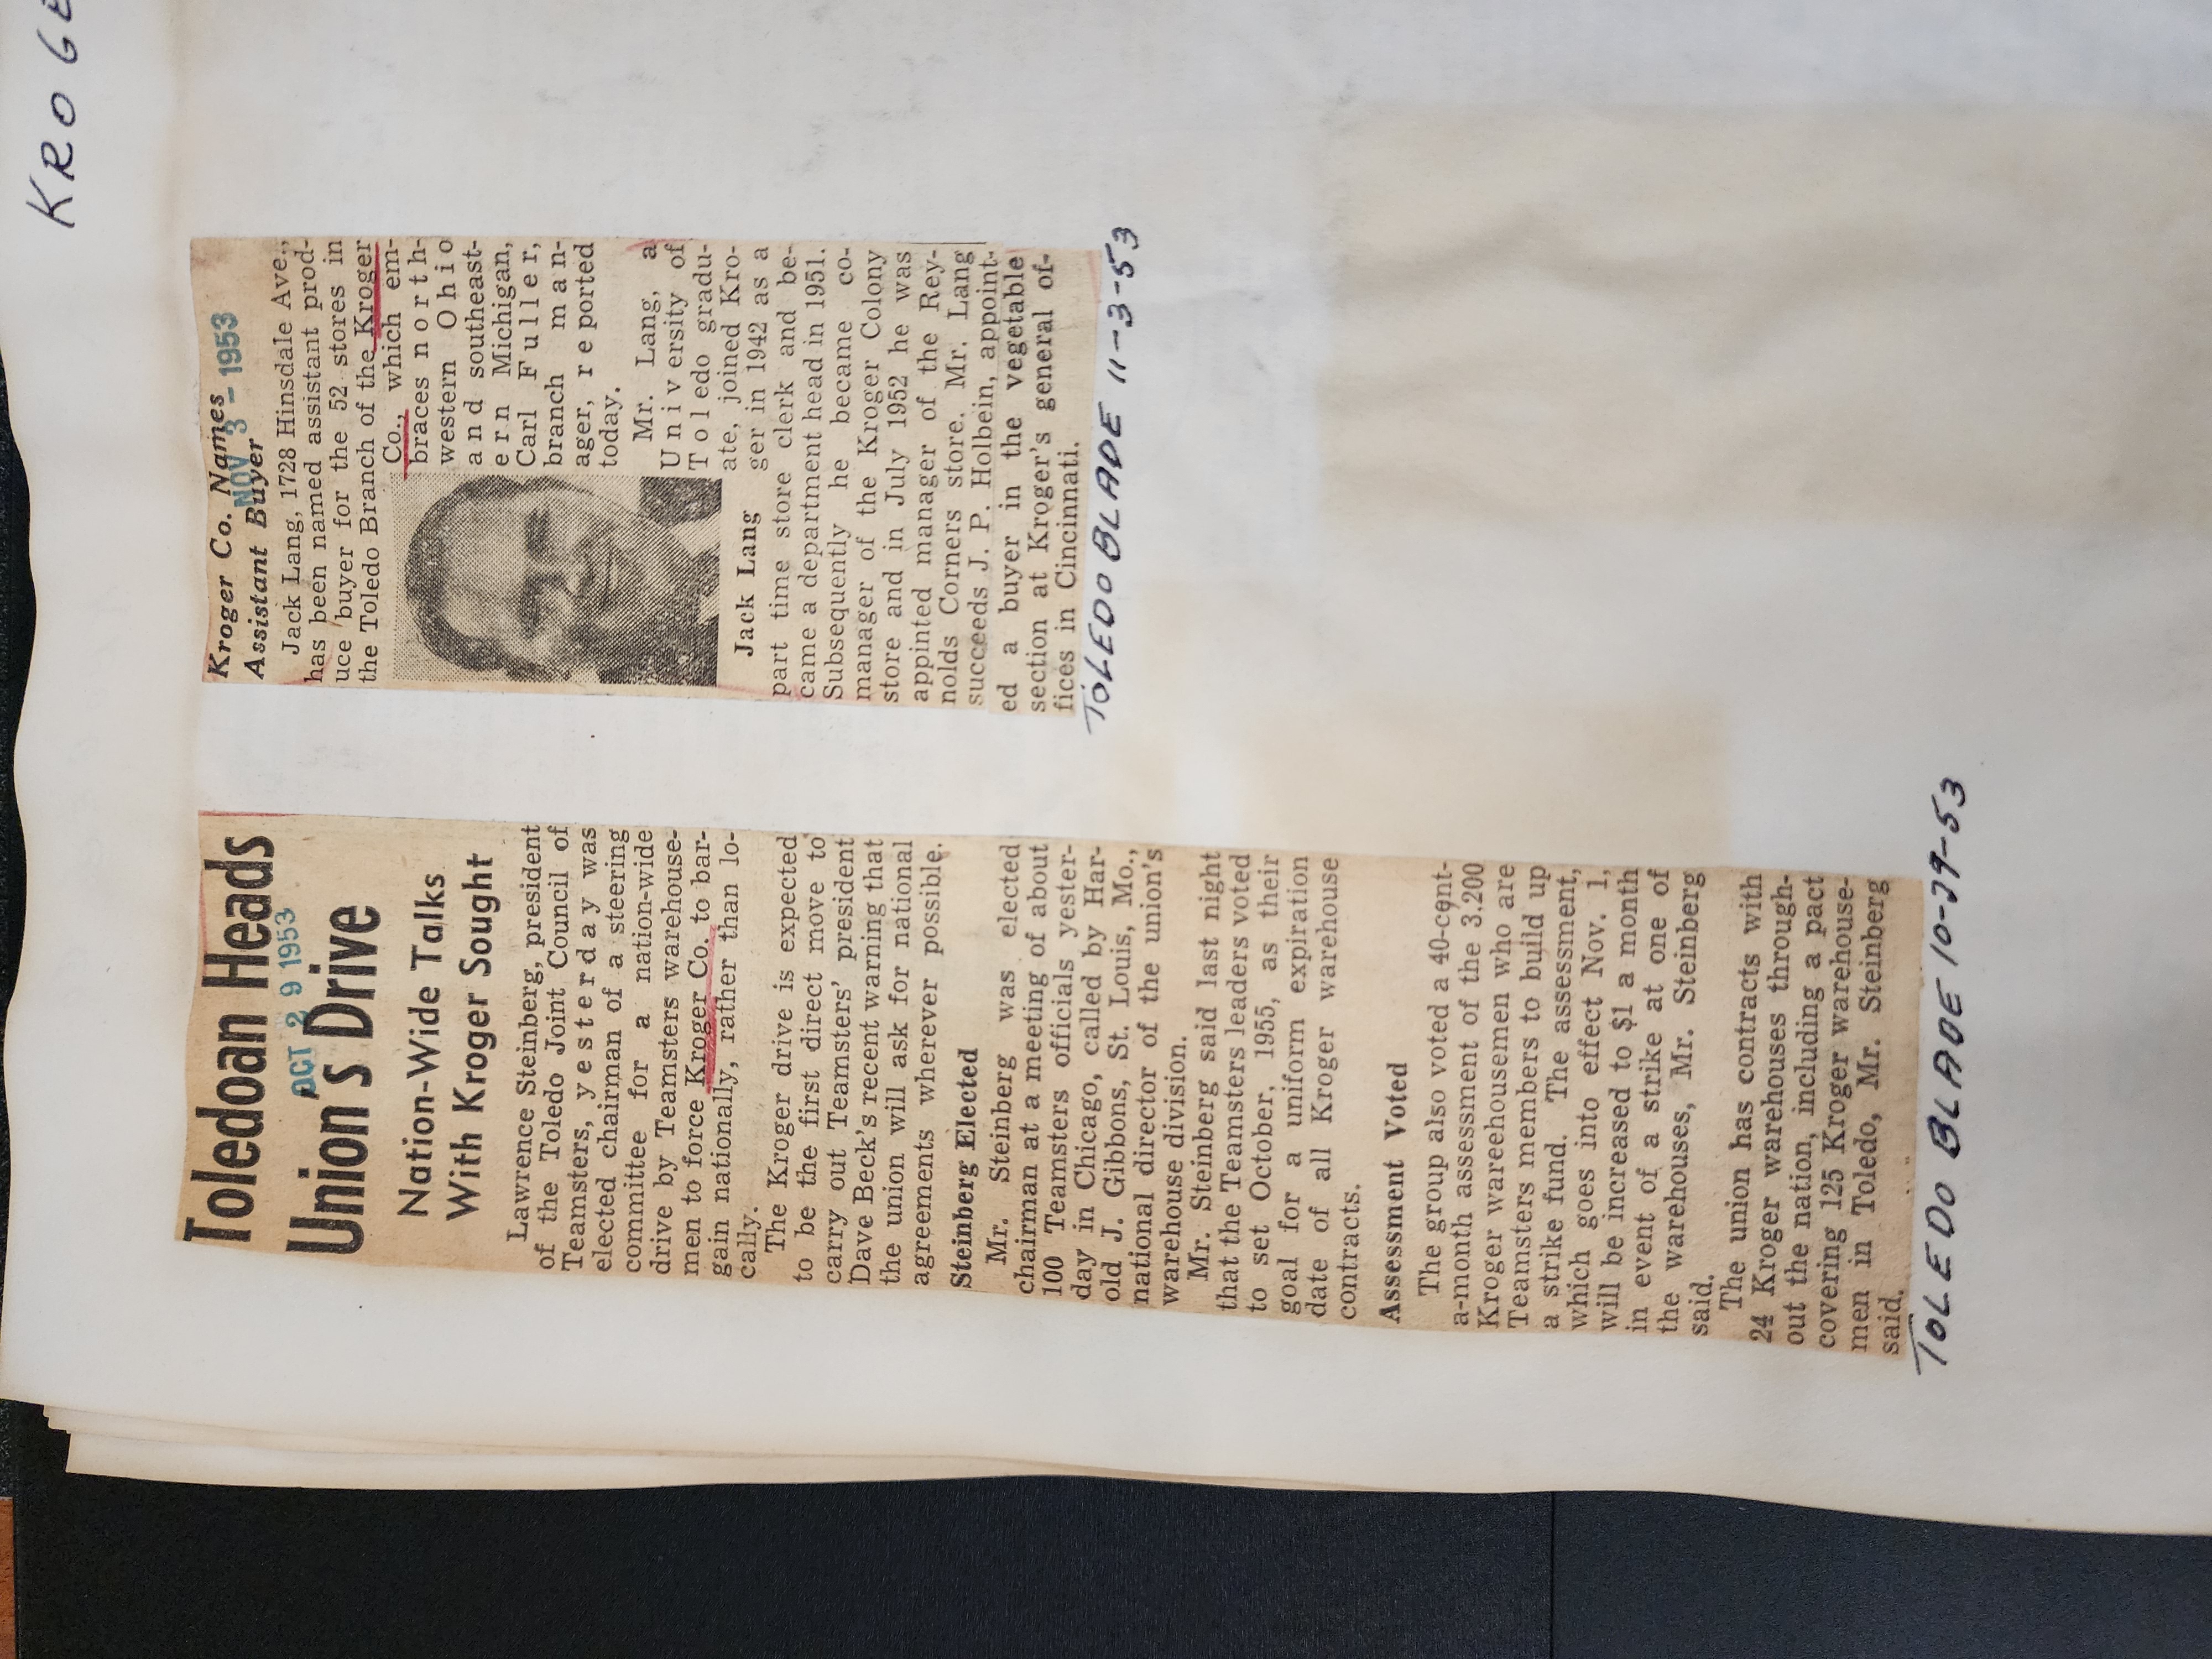 KROGE
Toledoan Heads
Union's Drive
OCT 29 1953
Nation-Wide Talks
With Kroger Sought
Lawrence Steinberg, president
of the Toledo Joint Council of
Teamsters, yesterday was
elected chairman of a steering
committee for a nation-wide
drive by Teamsters warehouse-
men to force Kroger Co. to bar-
gain nationally, rather than lo-
cally.
The Kroger drive is expected
to be the first direct move to
carry out Teamsters' president
Dave Beck's recent warning that
the union will ask for national
agreements wherever possible.
Steinberg Elected
Mr. Steinberg was elected
chairman at a meeting of about
100 Teamsters officials yester-
day in Chicago, called by Har-
old J. Gibbons, St. Louis, Mo.,
national director of the union's
warehouse division.
Mr. Steinberg said last night
that the Teamsters leaders voted
to set October, 1955, as their
goal for a uniform expiration
date of all Kroger warehouse
contracts.
Assessment Voted
The group also voted a 40-cent-
a-month assessment of the 3.200
Kroger warehousemen who are
Teamsters members to build up
a strike fund. The assessment,
which goes into effect Nov. 1,
will be increased to $1 a month
in event of a strike at one of
the warehouses, Mr. Steinberg
said.
The union has contracts with
24 Kroger warehouses through-
out the nation, including a pact
covering 125 Kroger warehouse-
men in Toledo, Mr. Steinberg
said.
TOLEDO BLADE 10-29-53
Kroger Co. Names
Assistant Buyer
NOV 3 - 1953
Jack Lang, 1728 Hinsdale Ave.,
has been named assistant prod-
uce buyer for the 52 stores in
the Toledo Branch of the Kroger
Co., which em-
braces north-
western Ohio
and southeast-
ern Michigan,
Carl Fuller,
branch man-
ager, reported
today.
Mr. Lang, a
University of
Toledo gradu-
ate, joined Kro-
ger in 1942 as a
Jack Lang
part time store clerk and be-
came a department head in 1951.
Subsequently he became co-
manager of the Kroger Colony
store and in July 1952 he was
appinted manager of the Rey-
nolds Corners store. Mr. Lang
succeeds J. P. Holbein, appoint-
ed a buyer in the vegetable
section at Kroger's general of-
fices in Cincinnati.
TOLEDO BLADE 11-3-53